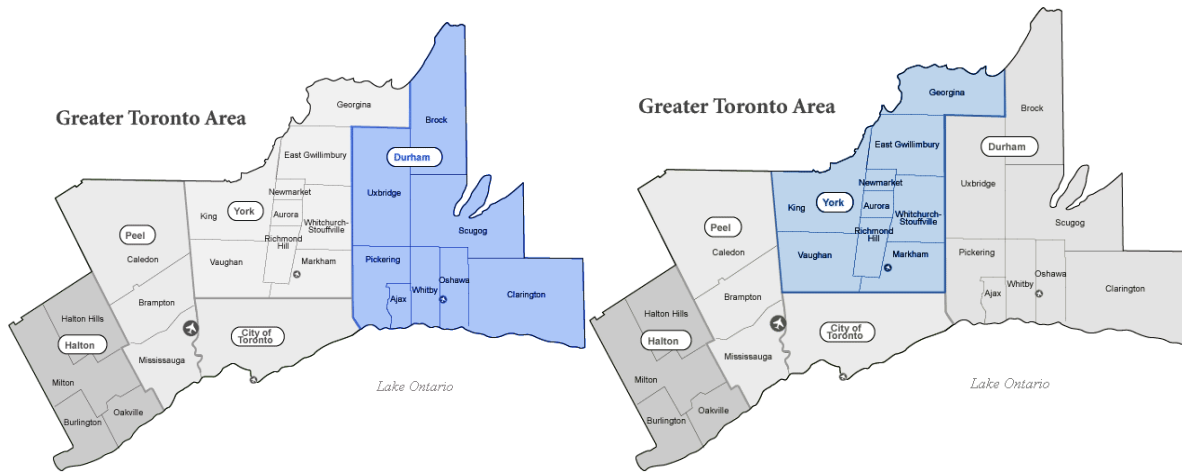 Greater Toronto Area
Georgina
Brock
East Gwillimbury
Durham
Newmarket
Uxbridge
King
York
Aurora
Whitchurch-
Stouffville
Peel
Richmond
Hill
Scugog
Caledon
Vaughan
Markham
Pickering
Oshawa
Whitby
Ajax
Clarington
Brampton
Halton Hills
City of
Toronto
Halton
Mississauga
Milton
Lake Ontario
Oakville
Burlington
Greater Toronto Area
Georgina
Brock
East Gwillimbury
Durham
Newmarket
Uxbridge
King
York
Aurora
Whitchurch-
Stouffville
Peel
Richmond
Hill
Scugog
Caledon
Vaughan
Markham
Pickering
Oshawa
Whitby
Ajax
Clarington
Brampton
Halton Hills
City of
Toronto
Halton
Mississauga
Milton
Lake Ontario
Oakville
Burlington